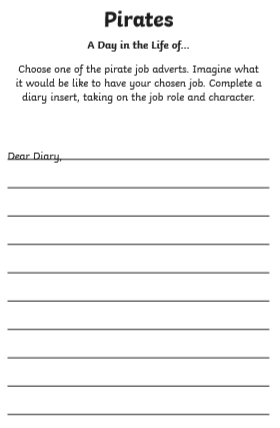 Pirates
A Day in the Life of...
Choose one of the pirate job adverts. Imagine what
it would be like to have your chosen job. Complete a
diary insert, taking on the job role and character.
Dear Diary,